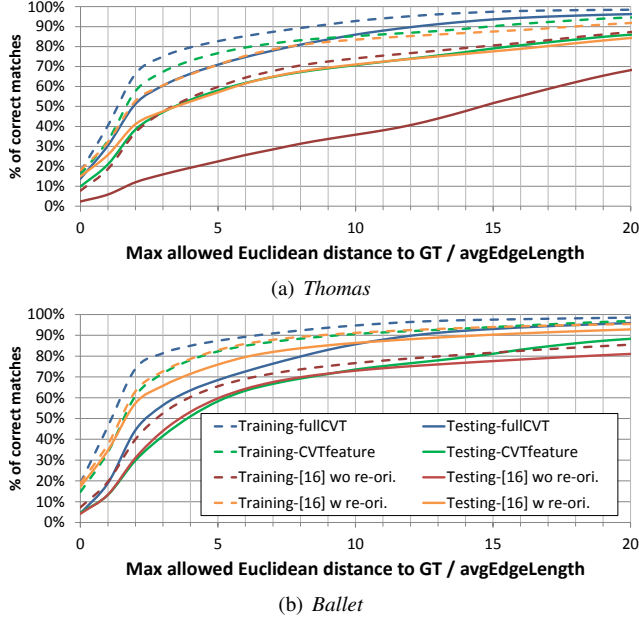 100%
90%
80%
70%
60%
50%
40%
30%
20%
10%
0%
% of correct matches
0 5 10 15 20
Max allowed Euclidean distance to GT / avgEdgeLength
(a) Thomas
100%
90%
80%
70%
60%
50%
40%
30%
20%
10%
0%
% of correct matches
Training-fullCVT Testing-fullCVT
Training-CVTfeature Testing-CVTfeature
Training-[16] wo re-ori. Testing-[16] wo re-ori.
Training-[16] w re-ori. Testing-[16] w re-ori.
0 5 10 15 20
Max allowed Euclidean distance to GT / avgEdgeLength
(b) Ballet